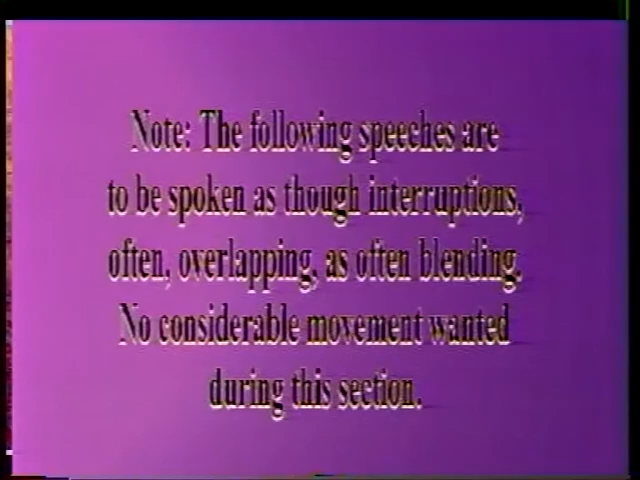 Note: The following speeches are
to be spoken as though interruptions,
often, overlapping, as often blending.
No considerable movement wanted
during this section.